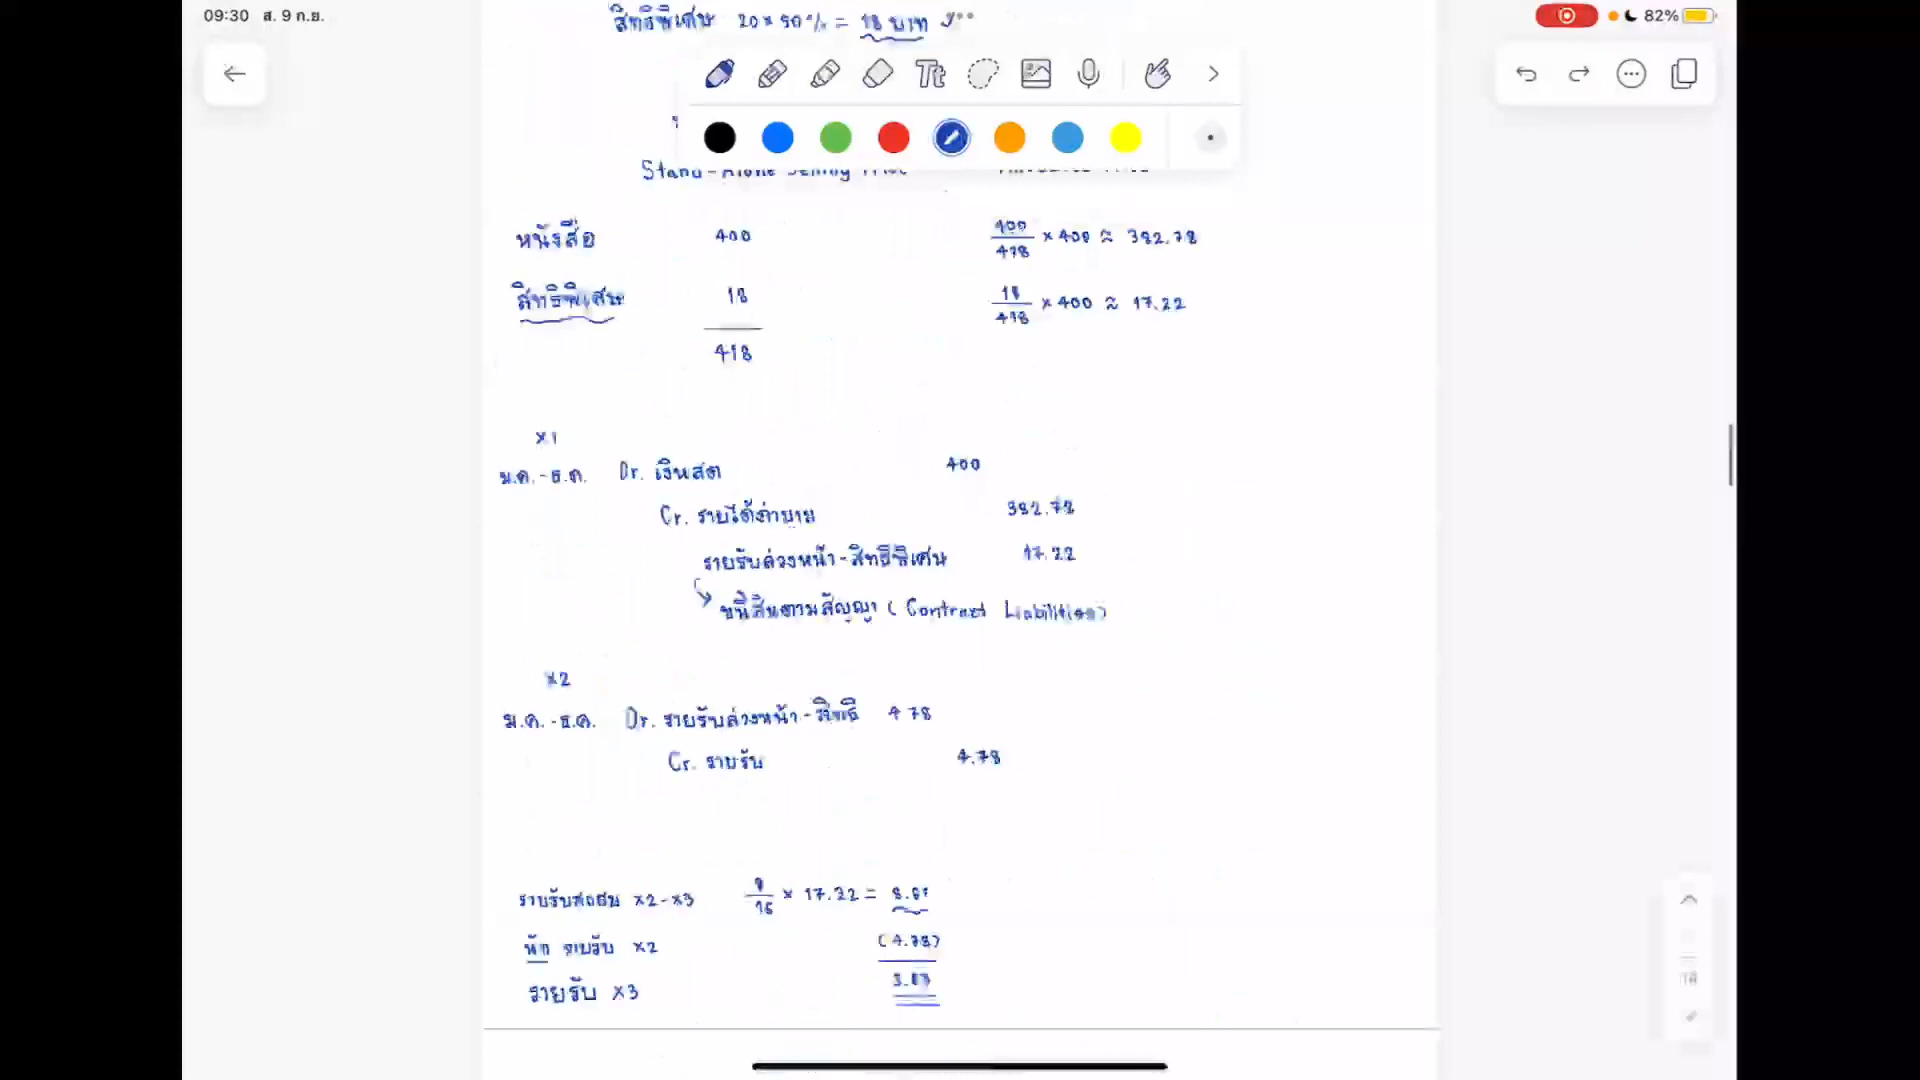 09:30 ส. 9 ก.ย. 82%
สิทธิพิเศษ 20 x 90% = 18 บาท
Stand-Alone Selling Price
หนังสือ 400 400/418 x 400 ≈ 382.78
สิทธิพิเศษ 18 18/418 x 400 ≈ 17.22
418
x1
ม.ค.-ธ.ค. Dr. เงินสด 400
Cr. รายได้ค่าขาย 382.78
รายรับล่วงหน้า-สิทธิพิเศษ 17.22
หนี้สินตามสัญญา (Contract Liabilities)
x2
ม.ค.-ธ.ค. Dr. รายรับล่วงหน้า-สิทธิ 4.78
Cr. รายรับ 4.78
รายรับสะสม x2-x3 x 17.22 = 8.61
หัก รายรับ x2 (4.78)
รายรับ x3 3.83